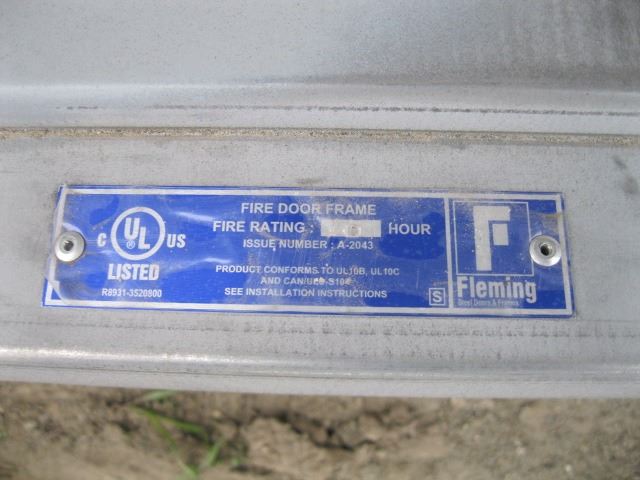 C UL US
LISTED
R8931-3520800
FIRE DOOR FRAME
FIRE RATING : HOUR
ISSUE NUMBER : A-2043
PRODUCT CONFORMS TO UL10B, UL10C
AND CAN/ULC-S104
SEE INSTALLATION INSTRUCTIONS
S
F
Fleming
Steel Doors & Frames